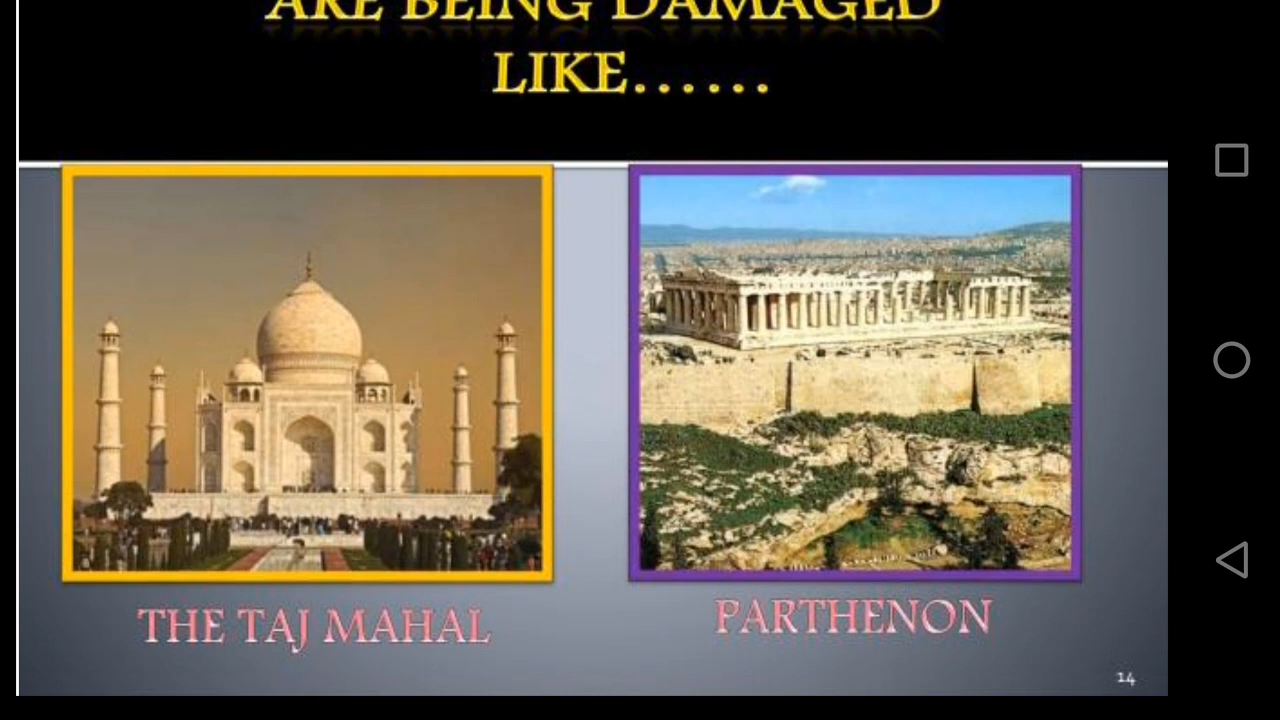 ARE BEING DAMAGED
LIKE......
THE TAJ MAHAL
PARTHENON
14